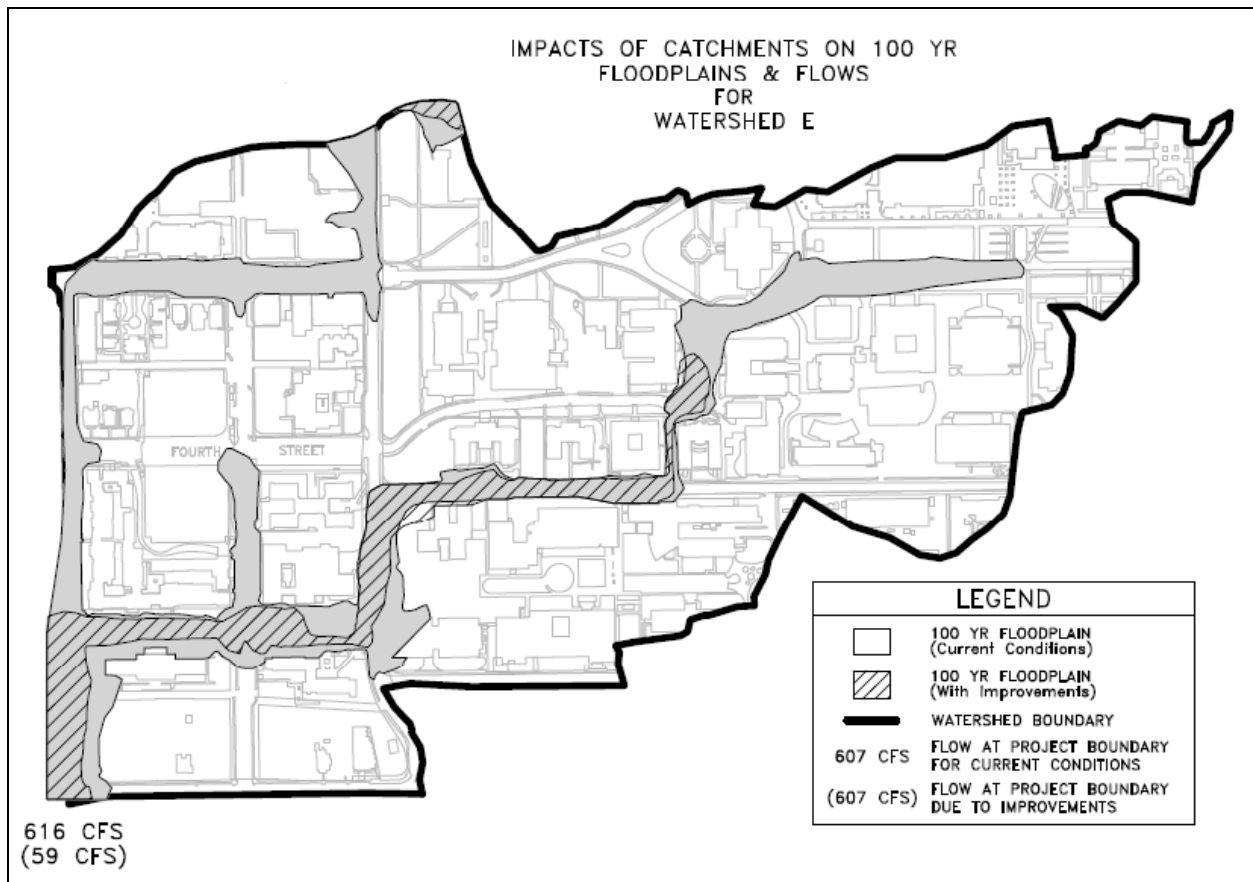 IMPACTS OF CATCHMENTS ON 100 YR
FLOODPLAINS & FLOWS
FOR
WATERSHED E
FOURTH STREET
LEGEND
100 YR FLOODPLAIN
(Current Conditions)
100 YR FLOODPLAIN
(With Improvements)
WATERSHED BOUNDARY
607 CFS FLOW AT PROJECT BOUNDARY
FOR CURRENT CONDITIONS
(607 CFS) FLOW AT PROJECT BOUNDARY
DUE TO IMPROVEMENTS
616 CFS
(59 CFS)